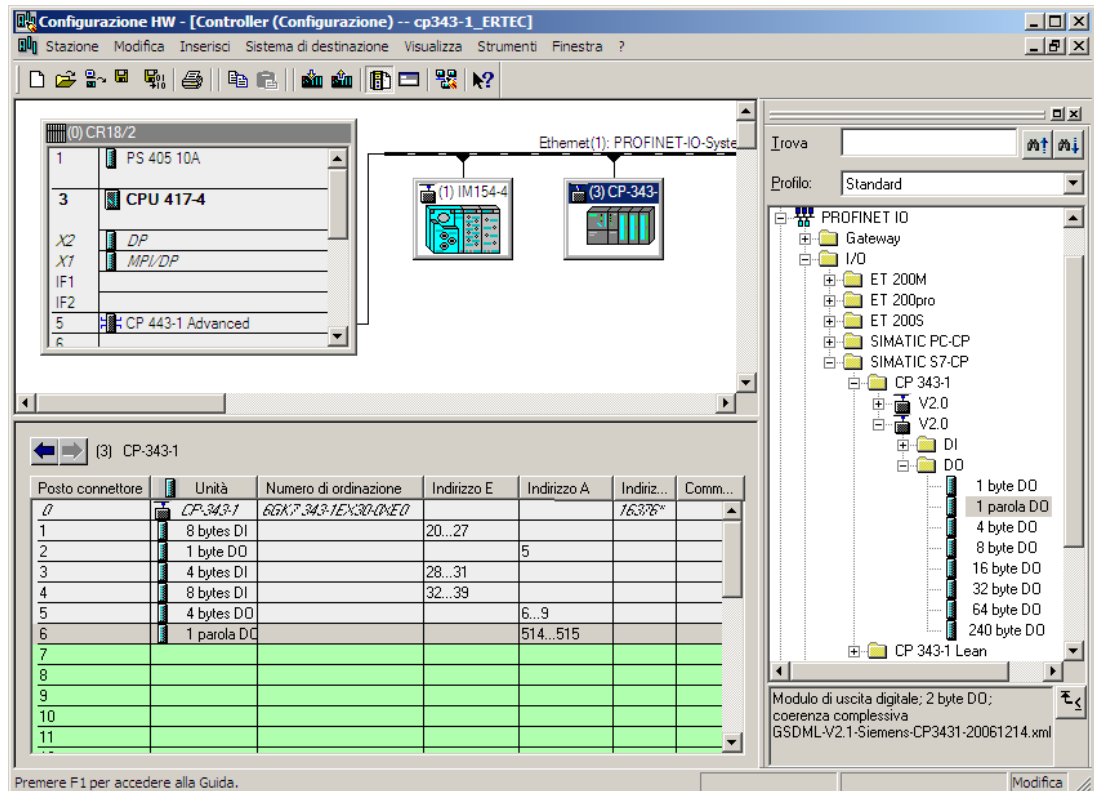 Configurazione HW - [Controller (Configurazione) -- cp343-1_ERTEC]
Stazione Modifica Inserisci Sistema di destinazione Visualizza Strumenti Finestra ?
(0) CR18/2
1 PS 405 10A
3 CPU 417-4
X2 DP
X1 MPI/DP
IF1
IF2
5 CP 443-1 Advanced
6
Ethernet(1): PROFINET-IO-Syste
(1) IM154-4
(3) CP-343-
(3) CP-343-1
Posto connettore Unità Numero di ordinazione Indirizzo E Indirizzo A Indiriz... Comm...
0 CP-343-1 6GK7 343-1EX30-0XE0 16376*
1 8 bytes DI 20...27
2 1 byte DO 5
3 4 bytes DI 28...31
4 8 bytes DI 32...39
5 4 bytes DO 6...9
6 1 parola DO 514...515
7
8
9
10
11
Trova
Profilo: Standard
PROFINET IO
Gateway
I/O
ET 200M
ET 200pro
ET 200S
SIMATIC PC-CP
SIMATIC S7-CP
CP 343-1
V2.0
V2.0
DI
DO
1 byte DO
1 parola DO
4 byte DO
8 byte DO
16 byte DO
32 byte DO
64 byte DO
240 byte DO
CP 343-1 Lean
Modulo di uscita digitale; 2 byte DO;
coerenza complessiva
GSDML-V2.1-Siemens-CP3431-20061214.xml
Premere F1 per accedere alla Guida.
Modifica